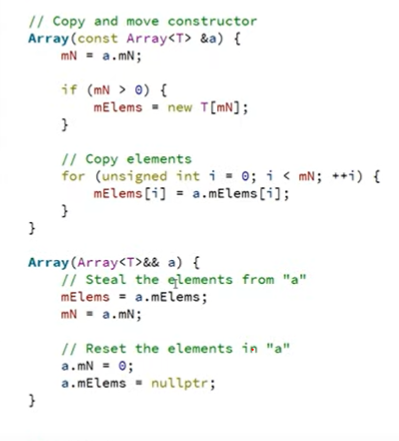 // Copy and move constructor
Array(const Array<T> &a) {
mN = a.mN;
if (mN > 0) {
mElems = new T[mN];
}
// Copy elements
for (unsigned int i = 0; i < mN; ++i) {
mElems[i] = a.mElems[i];
}
}
Array(Array<T>&& a) {
// Steal the elements from "a"
mElems = a.mElems;
mN = a.mN;
// Reset the elements in "a"
a.mN = 0;
a.mElems = nullptr;
}